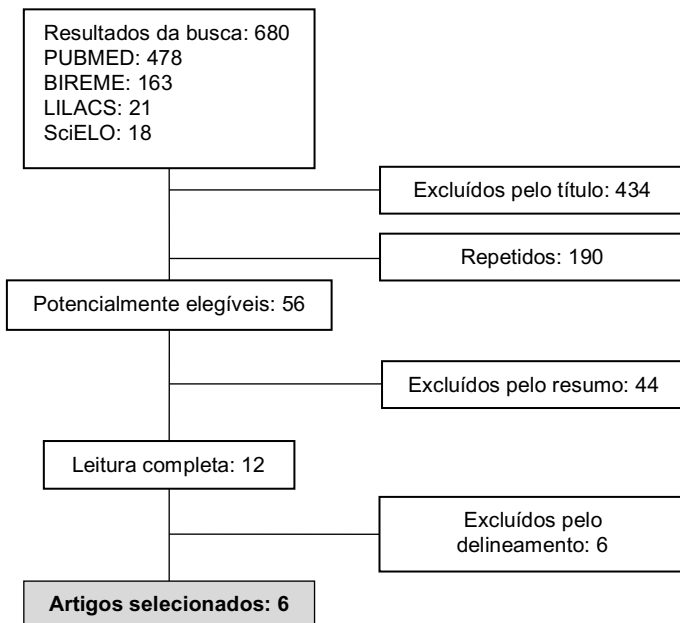 Resultados da busca: 680
PUBMED: 478
BIREME: 163
LILACS: 21
SciELO: 18
Excluídos pelo título: 434
Repetidos: 190
Potencialmente elegíveis: 56
Excluídos pelo resumo: 44
Leitura completa: 12
Excluídos pelo
delineamento: 6
Artigos selecionados: 6